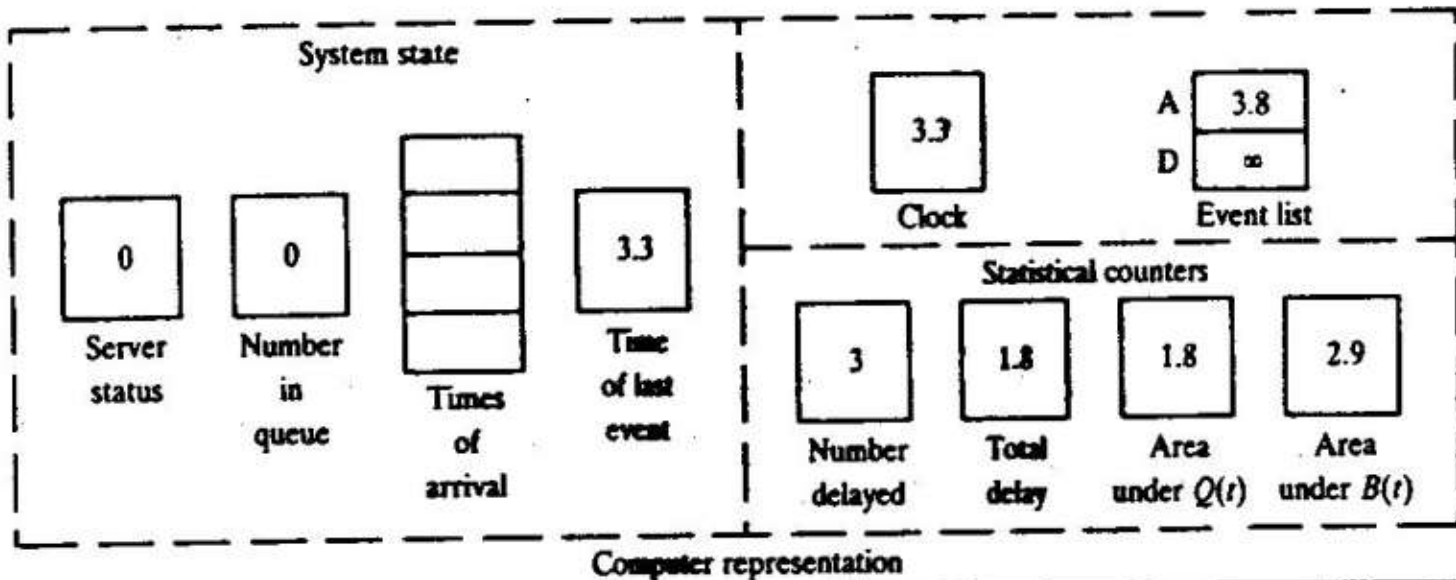 System state
0
Server
status
0
Number
in
queue
Times
of
arrival
3.3
Time
of last
event
3.3
Clock
A 3.8
D ∞
Event list
Statistical counters
3
Number
delayed
1.8
Total
delay
1.8
Area
under Q(t)
2.9
Area
under B(t)
Computer representation